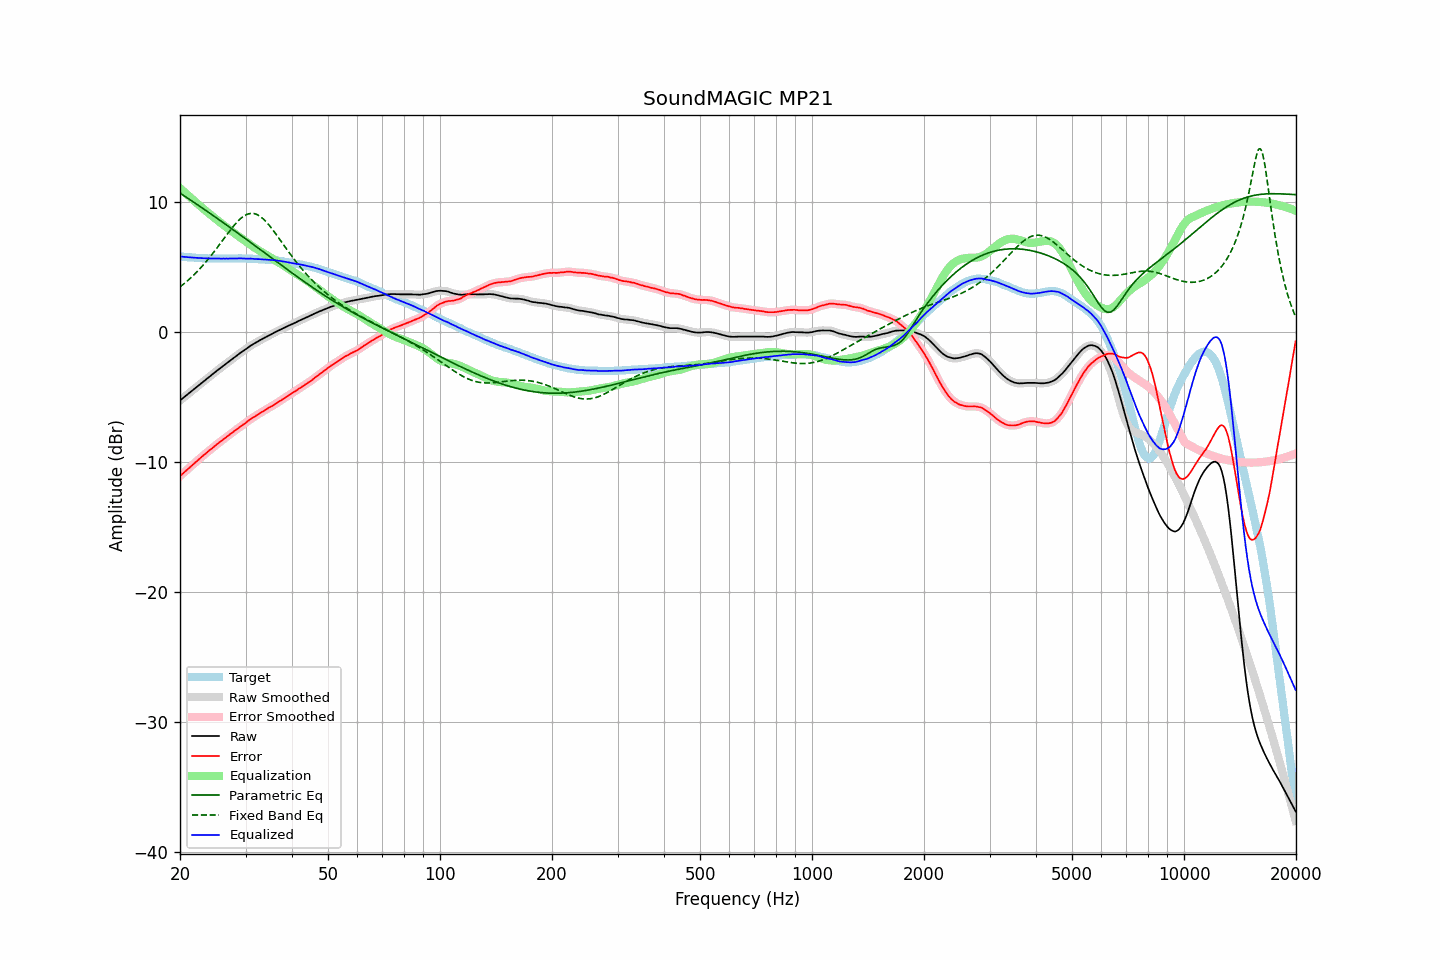 SoundMAGIC MP21
Amplitude (dBr)
10
0
−10
−20
−30
−40
Target
Raw Smoothed
Error Smoothed
Raw
Error
Equalization
Parametric Eq
Fixed Band Eq
Equalized
20 50 100 200 500 1000 2000 5000 10000 20000
Frequency (Hz)